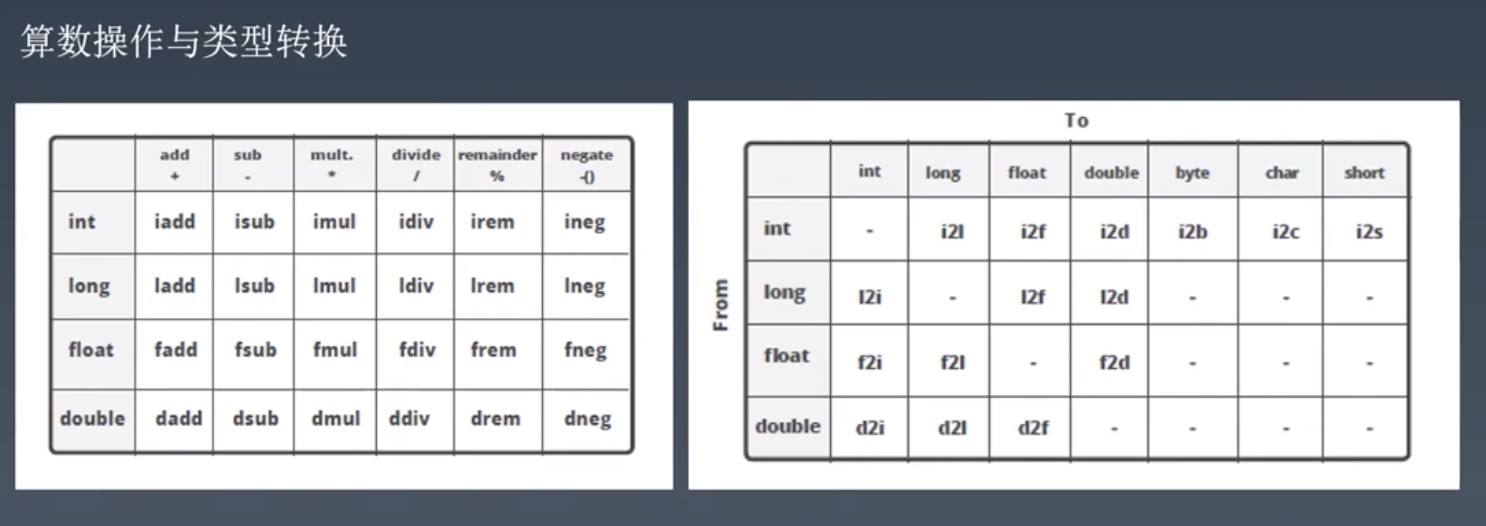 算数操作与类型转换
add sub mult. divide remainder negate
+ - * / % -()
int iadd isub imul idiv irem ineg
long ladd lsub lmul ldiv lrem lneg
float fadd fsub fmul fdiv frem fneg
double dadd dsub dmul ddiv drem dneg
To
int long float double byte char short
From
int - i2l i2f i2d i2b i2c i2s
long l2i - l2f l2d - - -
float f2i f2l - f2d - - -
double d2i d2l d2f - - - -